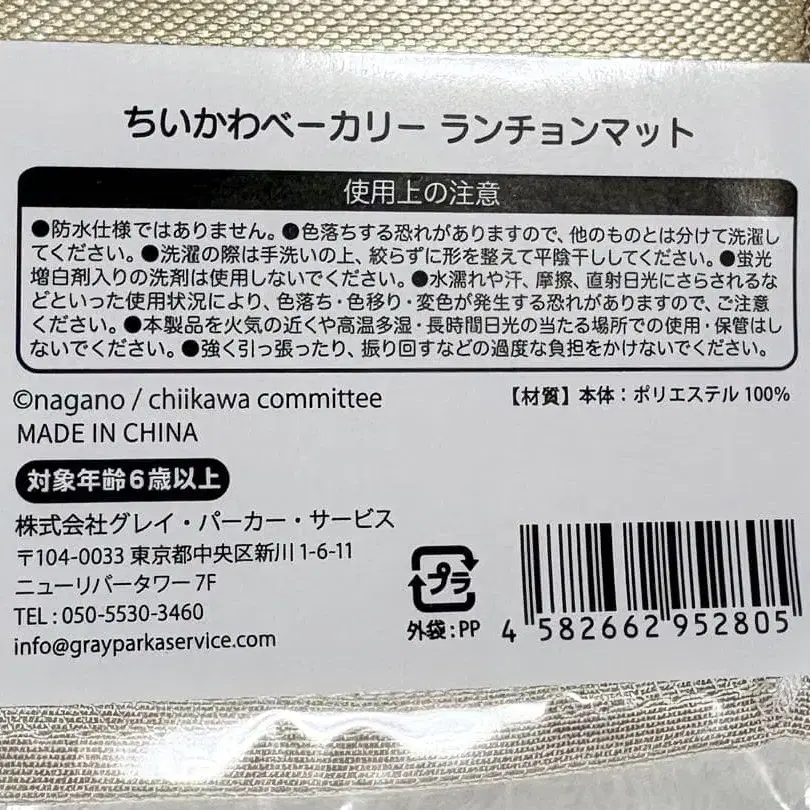 ちいかわベーカリー ランチョンマット
使用上の注意
●防水仕様ではありません。●色落ちする恐れがありますので、他のものとは分けて洗濯し
てください。●洗濯の際は手洗いの上、絞らずに形を整えて平陰干ししてください。●蛍光
増白剤入りの洗剤は使用しないでください。●水濡れや汗、摩擦、直射日光にさらされるな
どといった使用状況により、色落ち・色移り・変色が発生する恐れがありますので、ご注意
ください。●本製品を火気の近くや高温多湿・長時間日光の当たる場所での使用・保管はし
ないでください。●強く引っ張ったり、振り回すなどの過度な負担をかけないでください。
©nagano / chiikawa committee
【材質】本体：ポリエステル 100%
MADE IN CHINA
対象年齢6歳以上
株式会社グレイ・パーカー・サービス
〒104-0033 東京都中央区新川 1-6-11
ニューリバータワー 7F
TEL : 050-5530-3460
info@grayparkaservice.com
プラ
外袋：PP
4 582662 952805